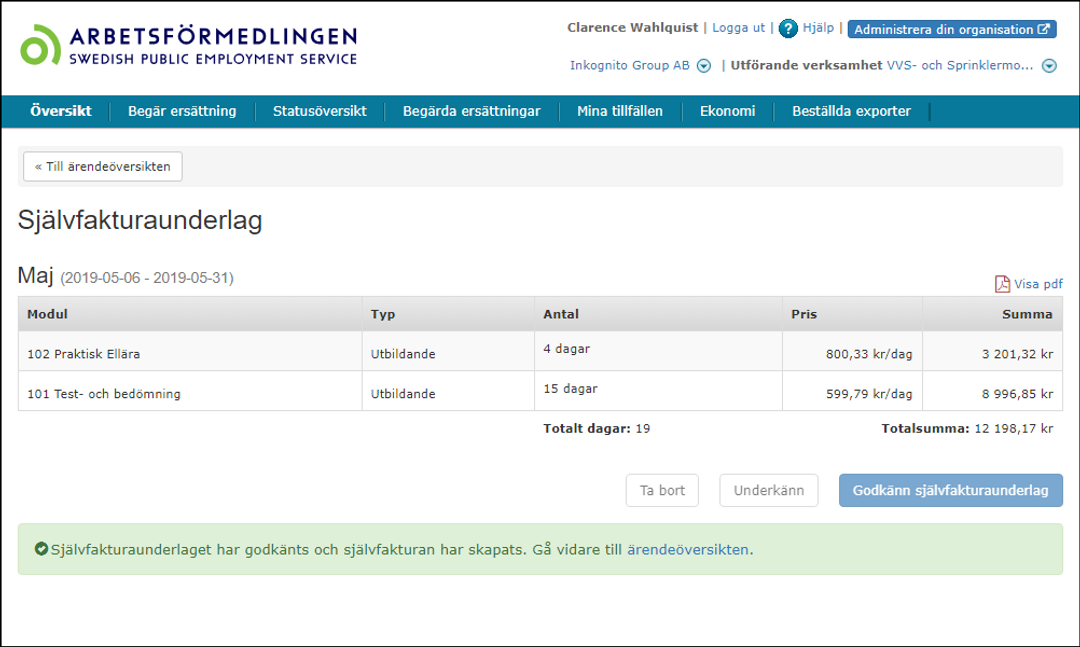 ARBETSFÖRMEDLINGEN
SWEDISH PUBLIC EMPLOYMENT SERVICE
Clarence Wahlquist | Logga ut | ? Hjälp | Administrera din organisation
Inkognito Group AB | Utförande verksamhet VVS- och Sprinklermo...
Översikt Begär ersättning Statusöversikt Begärda ersättningar Mina tillfällen Ekonomi Beställda exporter
« Till ärendeöversikten
Självfakturaunderlag
Maj (2019-05-06 - 2019-05-31)
Visa pdf
Modul Typ Antal Pris Summa
102 Praktisk Ellära Utbildande 4 dagar 800,33 kr/dag 3 201,32 kr
101 Test- och bedömning Utbildande 15 dagar 599,79 kr/dag 8 996,85 kr
Totalt dagar: 19 Totalsumma: 12 198,17 kr
Ta bort Underkänn Godkänn självfakturaunderlag
Självfakturaunderlaget har godkänts och självfakturan har skapats. Gå vidare till ärendeöversikten.